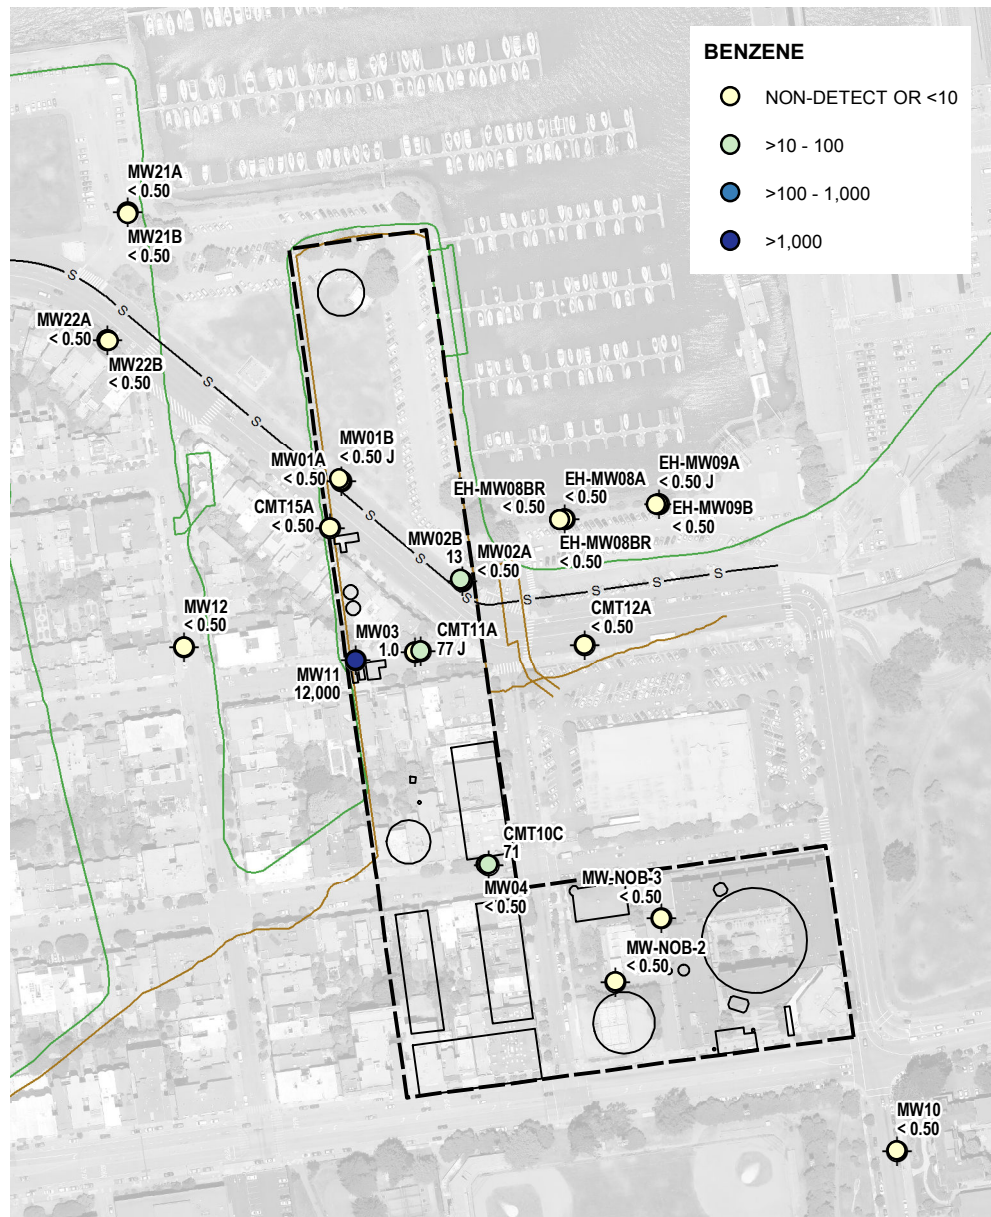 BENZENE
NON-DETECT OR <10
>10 - 100
>100 - 1,000
>1,000
MW21A
< 0.50
MW21B
< 0.50
S
S
MW22A
< 0.50
MW22B
< 0.50
S
S
MW01B
< 0.50 J
MW01A
< 0.50
CMT15A
< 0.50
S
EH-MW08BR
< 0.50
EH-MW08A
< 0.50
EH-MW08BR
< 0.50
EH-MW09A
< 0.50 J
EH-MW09B
< 0.50
MW02B
13
MW02A
< 0.50
S
S
S
S
S
S
MW12
< 0.50
MW03
1.0
CMT11A
77 J
CMT12A
< 0.50
MW11
12,000
CMT10C
71
MW04
< 0.50
MW-NOB-3
< 0.50
MW-NOB-2
< 0.50
MW10
< 0.50